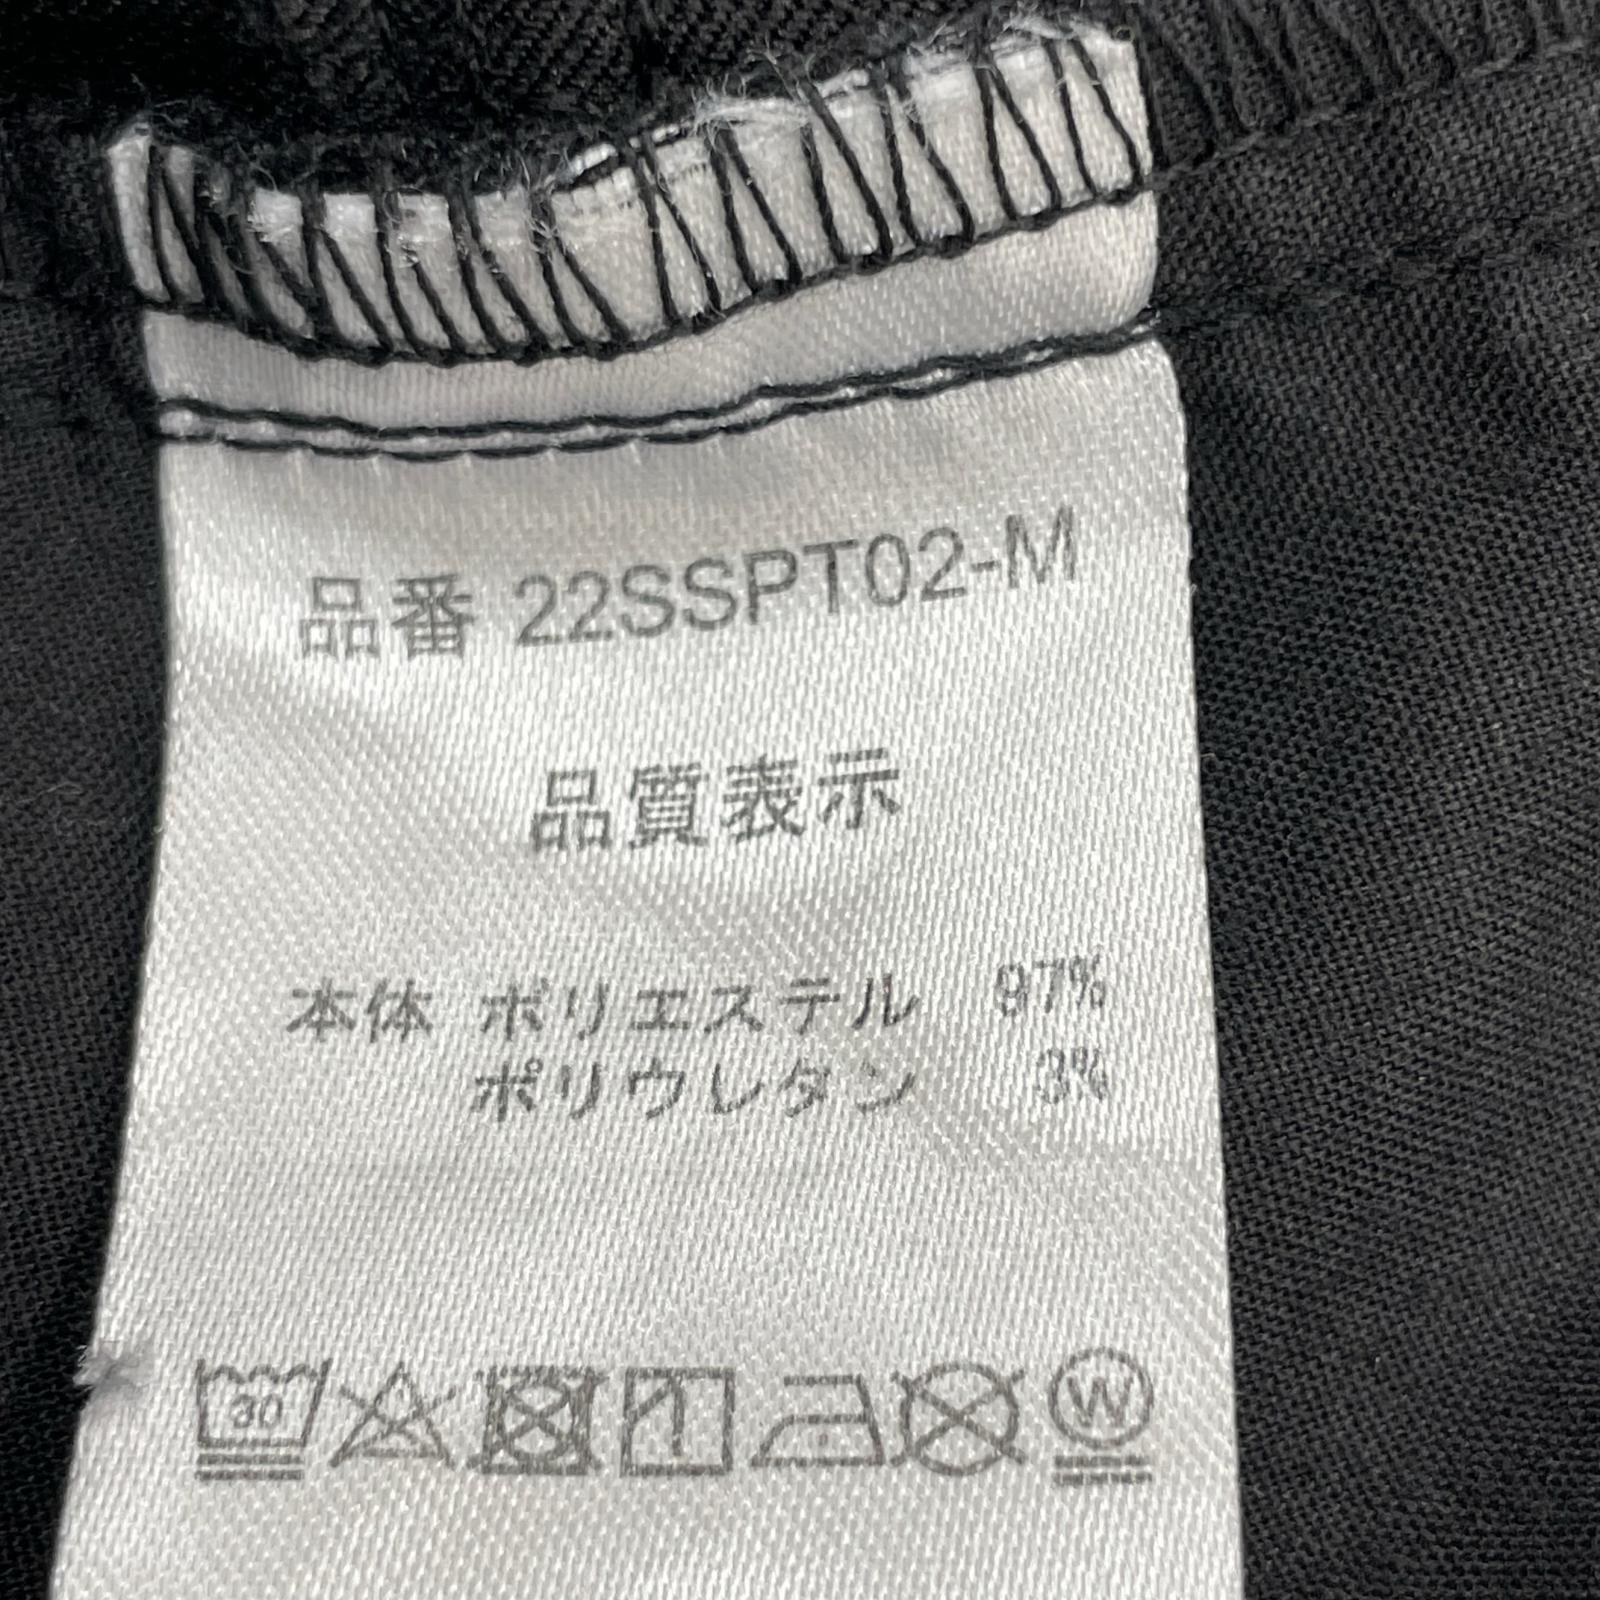 品番 22SSPT02-M
品質表示
本体 ポリエステル 97%
ポリウレタン 3%
30 W